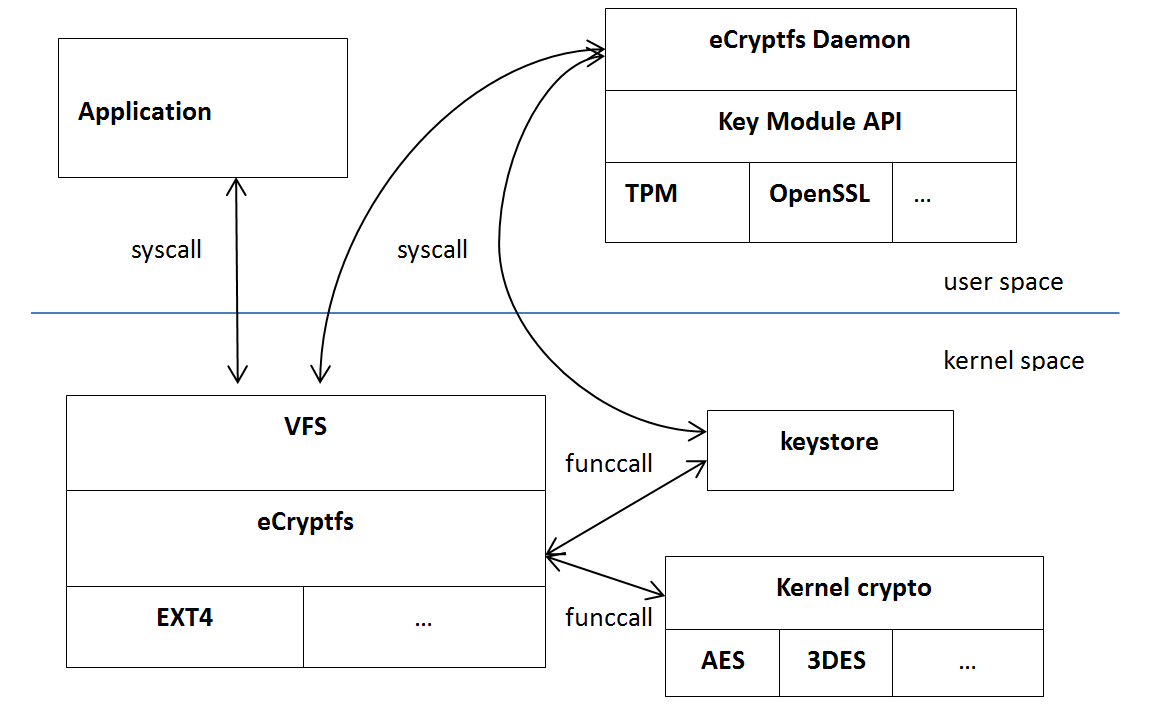 eCryptfs Daemon
Application
Key Module API
TPM
OpenSSL
...
syscall
syscall
user space
kernel space
VFS
keystore
funccall
eCryptfs
Kernel crypto
EXT4
...
funccall
AES
3DES
...